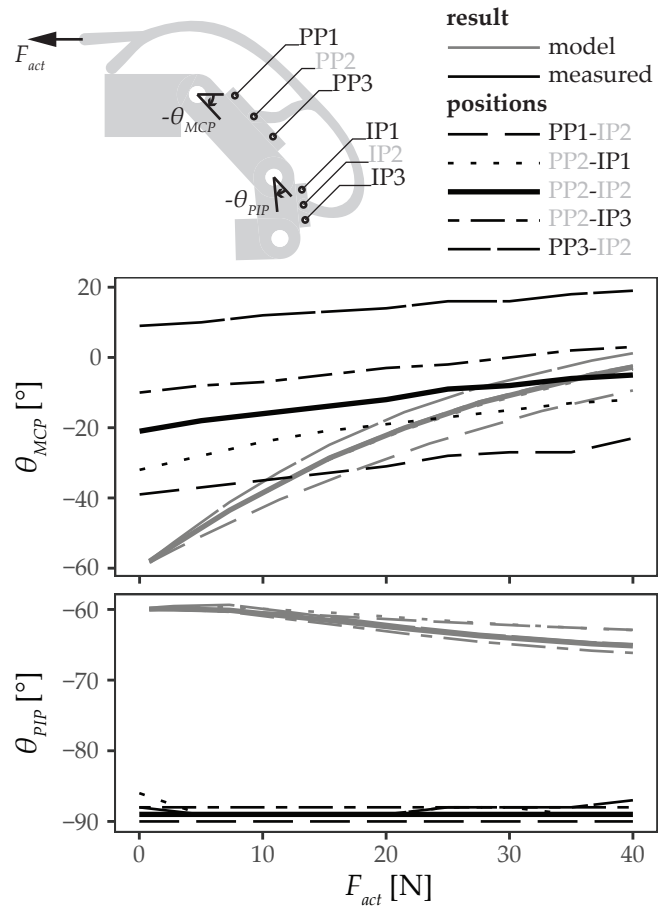 F_act
PP1
PP2
PP3
-θ_MCP
IP1
IP2
IP3
-θ_PIP
result
model
measured
positions
PP1-IP2
PP2-IP1
PP2-IP2
PP2-IP3
PP3-IP2
20
0
−20
−40
−60
θ_MCP [°]
−60
−70
−80
−90
θ_PIP [°]
0
10
20
30
40
F_act [N]